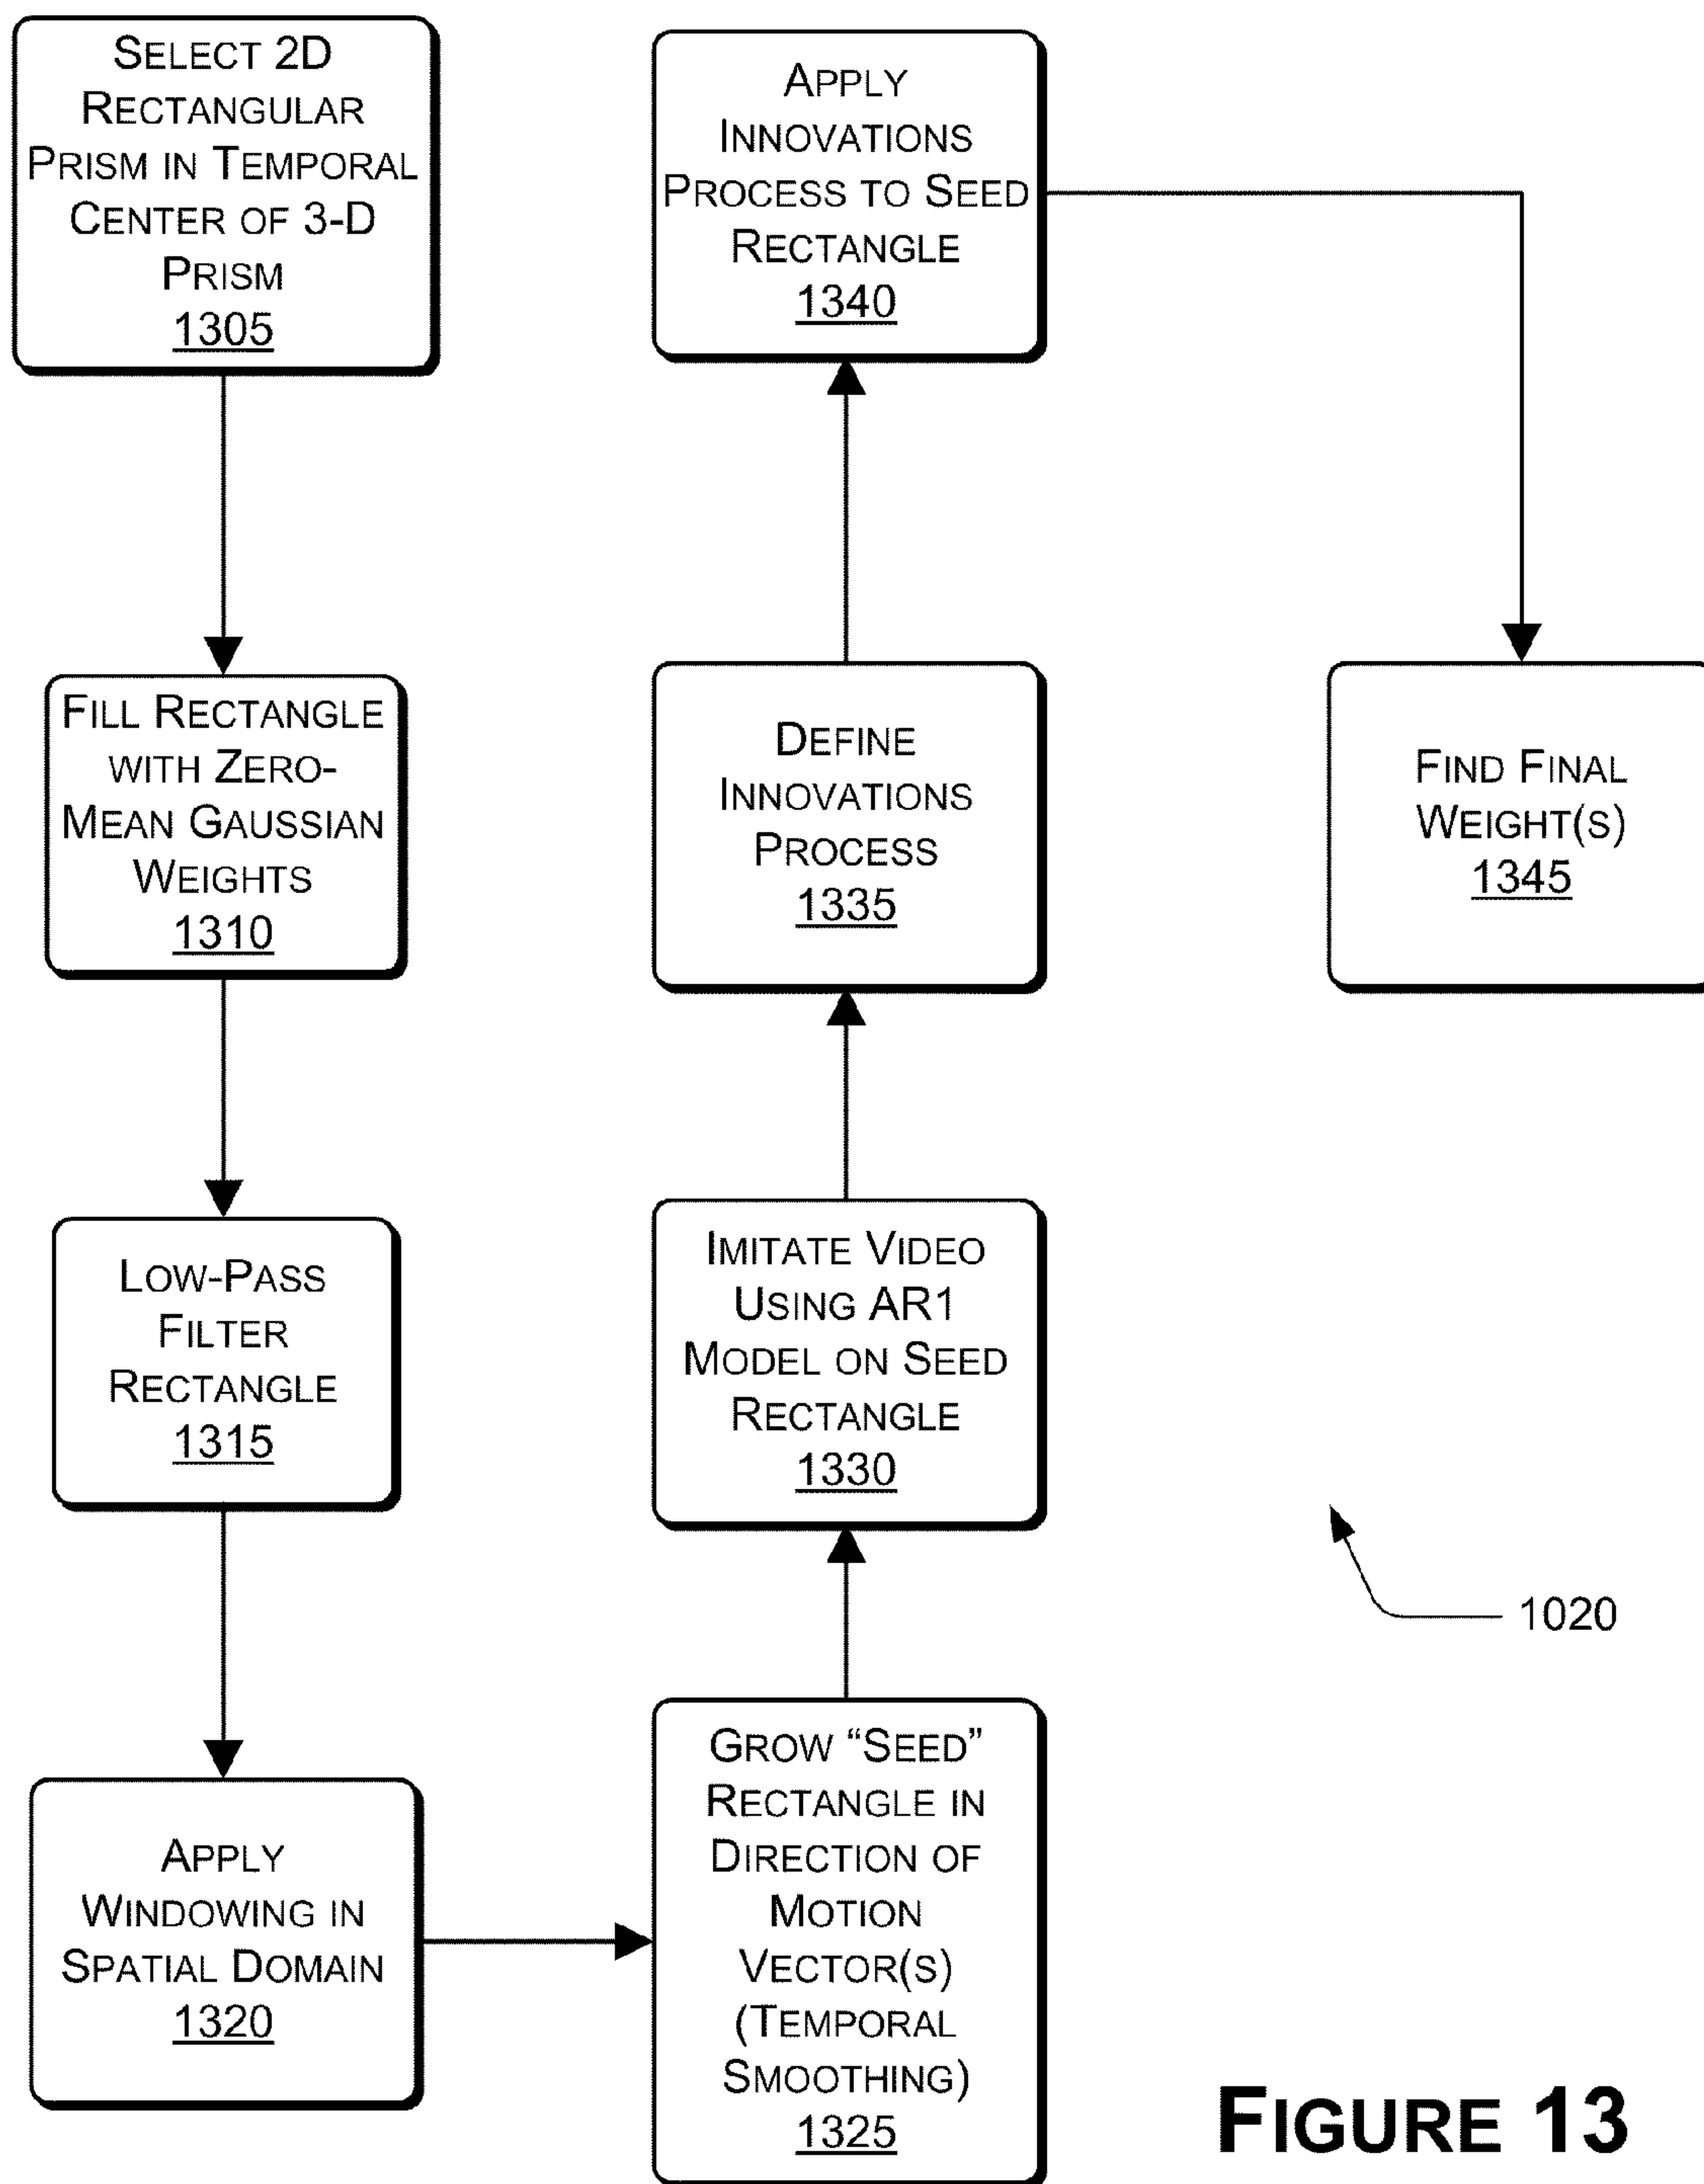 SELECT 2D
RECTANGULAR
PRISM IN TEMPORAL
CENTER OF 3-D
PRISM
1305
FILL RECTANGLE
WITH ZERO-
MEAN GAUSSIAN
WEIGHTS
1310
LOW-PASS
FILTER
RECTANGLE
1315
APPLY
WINDOWING IN
SPATIAL DOMAIN
1320
GROW “SEED”
RECTANGLE IN
DIRECTION OF
MOTION
VECTOR(S)
(TEMPORAL
SMOOTHING)
1325
IMITATE VIDEO
USING AR1
MODEL ON SEED
RECTANGLE
1330
DEFINE
INNOVATIONS
PROCESS
1335
APPLY
INNOVATIONS
PROCESS TO SEED
RECTANGLE
1340
FIND FINAL
WEIGHT(S)
1345
1020
FIGURE 13